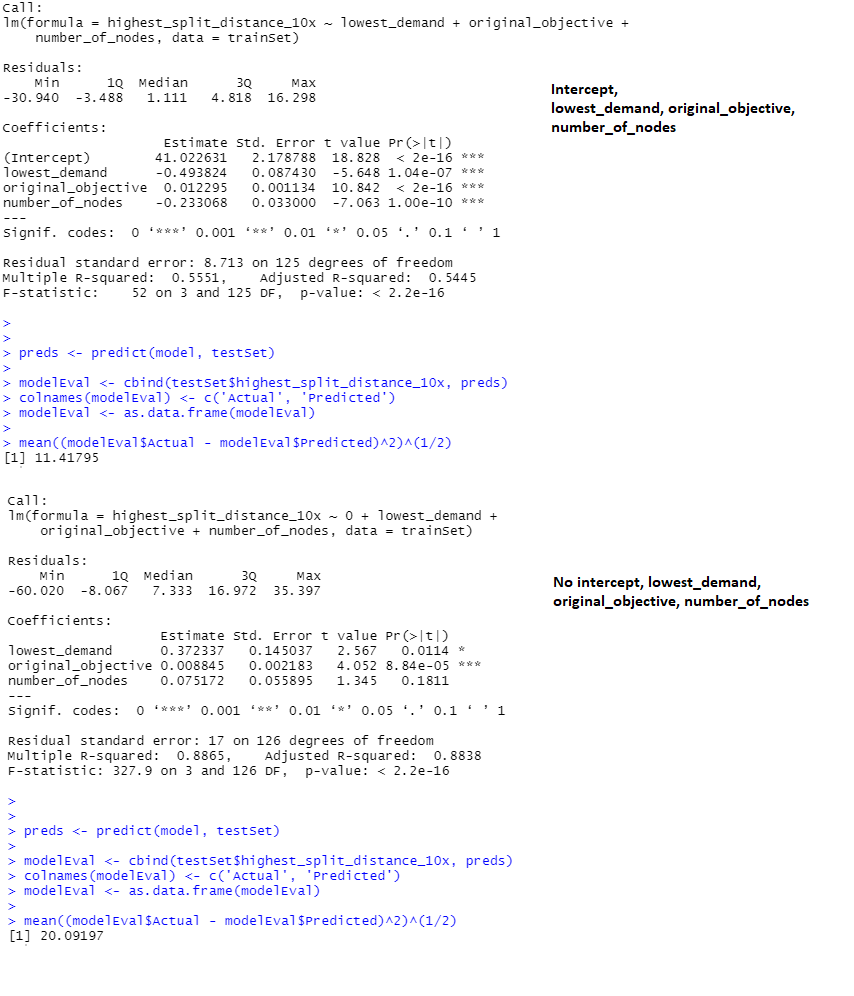 Call:
lm(formula = highest_split_distance_10x ~ lowest_demand + original_objective +
    number_of_nodes, data = trainSet)
Residuals:
    Min      1Q  Median      3Q     Max
-30.940  -3.488   1.111   4.818  16.298
Intercept,
lowest_demand, original_objective,
number_of_nodes
Coefficients:
                    Estimate Std. Error t value Pr(>|t|)
(Intercept)        41.022631   2.178788  18.828  < 2e-16 ***
lowest_demand      -0.493824   0.087430  -5.648 1.04e-07 ***
original_objective  0.012295   0.001134  10.842  < 2e-16 ***
number_of_nodes    -0.233068   0.033000  -7.063 1.00e-10 ***
---
Signif. codes:  0 ‘***’ 0.001 ‘**’ 0.01 ‘*’ 0.05 ‘.’ 0.1 ‘ ’ 1
Residual standard error: 8.713 on 125 degrees of freedom
Multiple R-squared:  0.5551,    Adjusted R-squared:  0.5445
F-statistic:    52 on 3 and 125 DF,  p-value: < 2.2e-16
>
>
> preds <- predict(model, testSet)
>
> modelEval <- cbind(testSet$highest_split_distance_10x, preds)
> colnames(modelEval) <- c('Actual', 'Predicted')
> modelEval <- as.data.frame(modelEval)
>
> mean((modelEval$Actual - modelEval$Predicted)^2)^(1/2)
[1] 11.41795
Call:
lm(formula = highest_split_distance_10x ~ 0 + lowest_demand +
    original_objective + number_of_nodes, data = trainSet)
Residuals:
    Min      1Q  Median      3Q     Max
-60.020  -8.067   7.333  16.972  35.397
No intercept, lowest_demand,
original_objective, number_of_nodes
Coefficients:
                   Estimate Std. Error t value Pr(>|t|)
lowest_demand      0.372337   0.145037   2.567   0.0114 *
original_objective 0.008845   0.002183   4.052 8.84e-05 ***
number_of_nodes    0.075172   0.055895   1.345   0.1811
---
Signif. codes:  0 ‘***’ 0.001 ‘**’ 0.01 ‘*’ 0.05 ‘.’ 0.1 ‘ ’ 1
Residual standard error: 17 on 126 degrees of freedom
Multiple R-squared:  0.8865,    Adjusted R-squared:  0.8838
F-statistic: 327.9 on 3 and 126 DF,  p-value: < 2.2e-16
>
>
> preds <- predict(model, testSet)
>
> modelEval <- cbind(testSet$highest_split_distance_10x, preds)
> colnames(modelEval) <- c('Actual', 'Predicted')
> modelEval <- as.data.frame(modelEval)
>
> mean((modelEval$Actual - modelEval$Predicted)^2)^(1/2)
[1] 20.09197